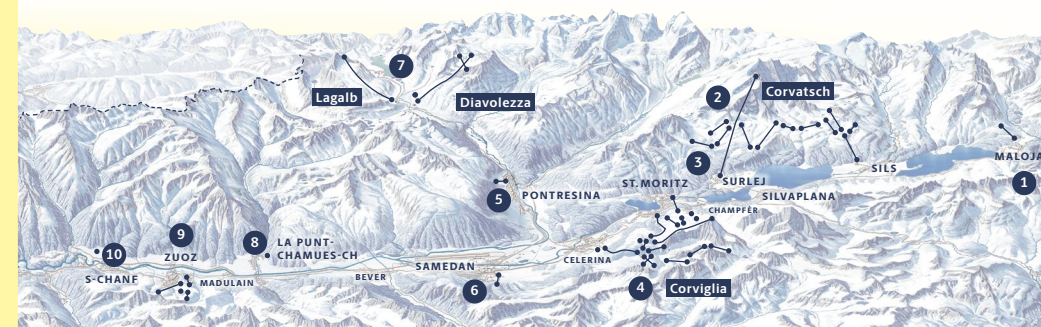 7
Lagalb
Diavolezza
2
Corvatsch
MALOJA
3
SILS
1
ST. MORITZ
SURLEJ
5
PONTRESINA
SILVAPLANA
CHAMPFÈR
9
ZUOZ
8
LA PUNT-
CHAMUES-CH
10
S-CHANF
MADULAIN
BEVER
SAMEDAN
CELERINA
6
4
Corviglia